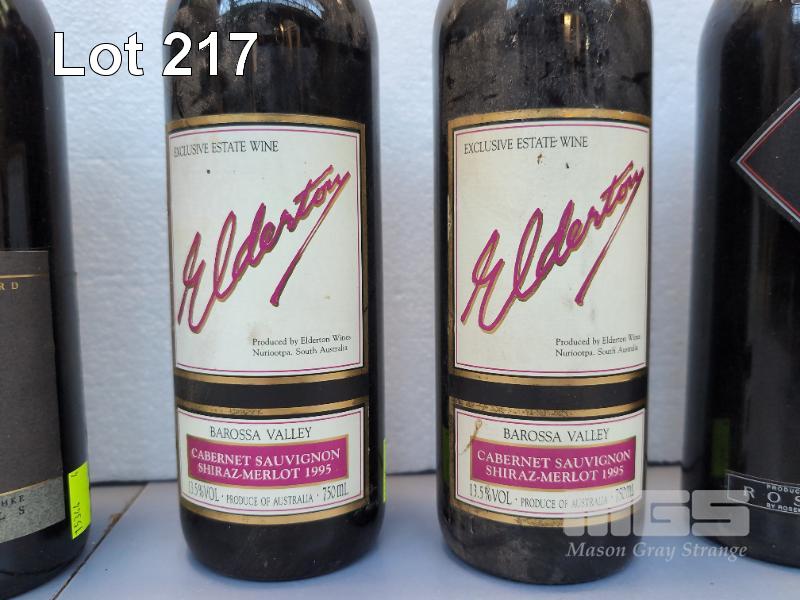 Lot 217
EXCLUSIVE ESTATE WINE
Elderton
Produced by Elderton Wines
Nuriootpa. South Australia
BAROSSA VALLEY
CABERNET SAUVIGNON
SHIRAZ-MERLOT 1995
13.5%VOL · PRODUCE OF AUSTRALIA · 750ML
EXCLUSIVE ESTATE WINE
Elderton
Produced by Elderton Wines
Nuriootpa. South Australia
BAROSSA VALLEY
CABERNET SAUVIGNON
SHIRAZ-MERLOT 1995
13.5%VOL · PRODUCE OF AUSTRALIA · 750ML
MGS
Mason Gray Strange